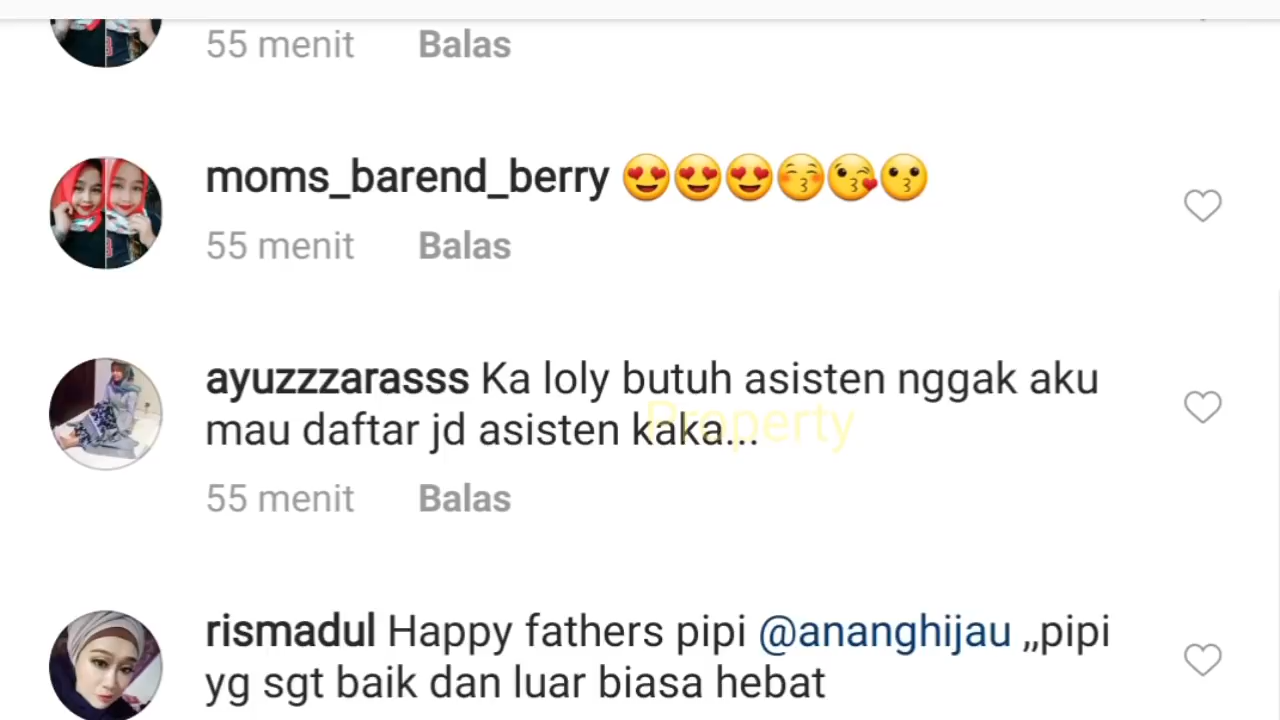 55 menit Balas
moms_barend_berry 😍😍😍😚😘😗
55 menit Balas
ayuzzzarasss Ka loly butuh asisten nggak aku
mau daftar jd asisten kaka...
Property
55 menit Balas
rismadul Happy fathers pipi @ananghijau ,,pipi
yg sgt baik dan luar biasa hebat